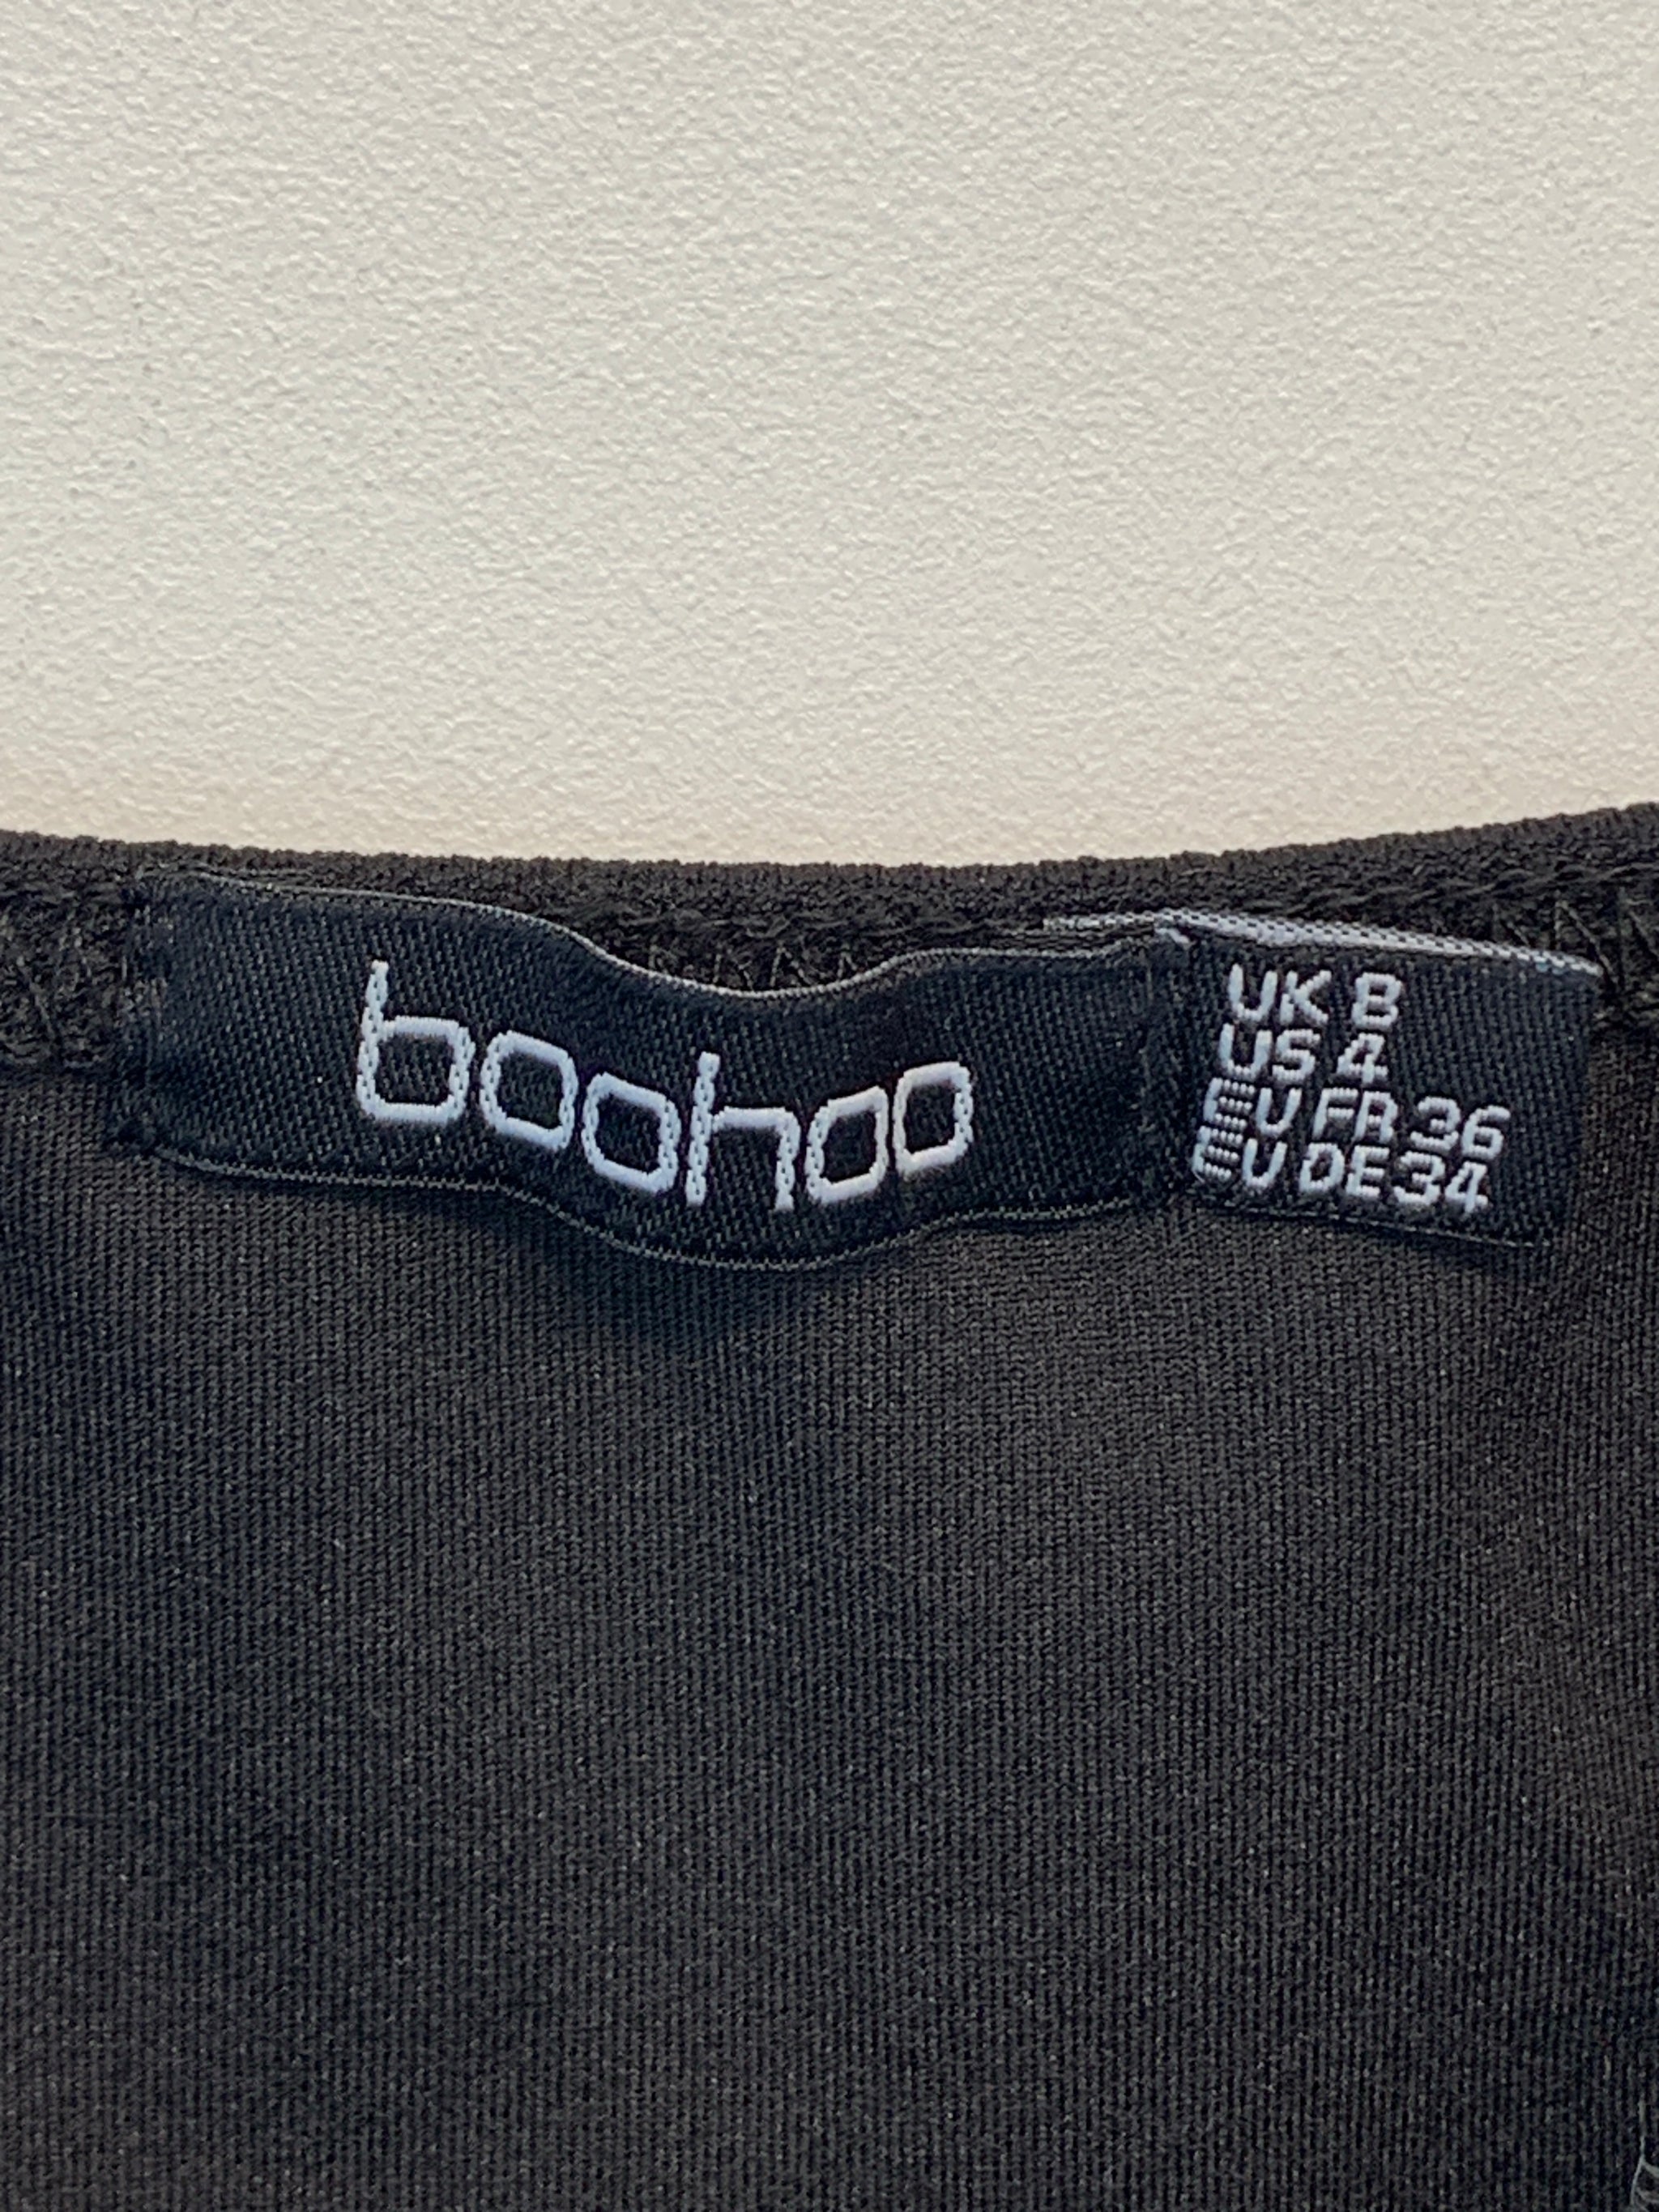 boohoo
UK 8
US 4
EU FR 36
EU DE 34